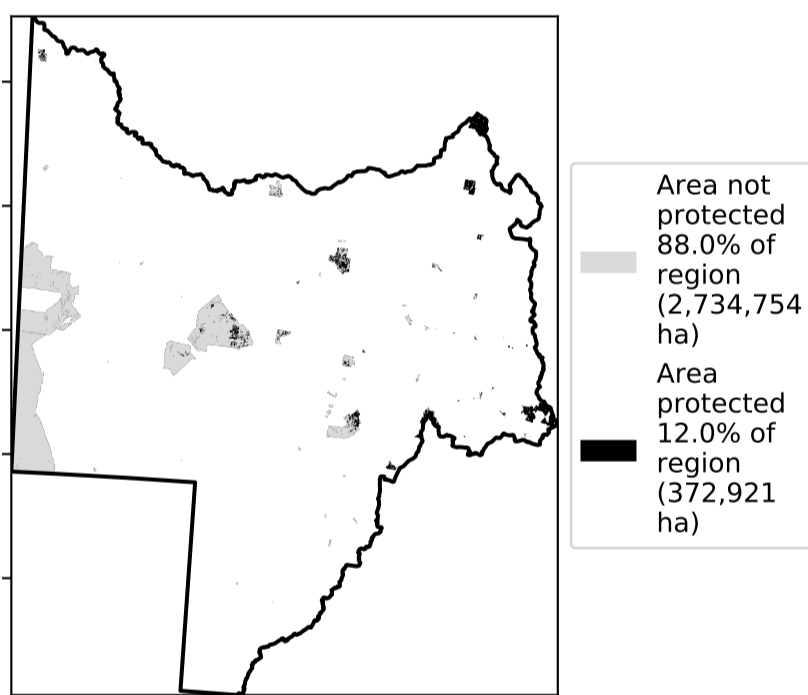 Area not
protected
88.0% of
region
(2,734,754
ha)
Area
protected
12.0% of
region
(372,921
ha)